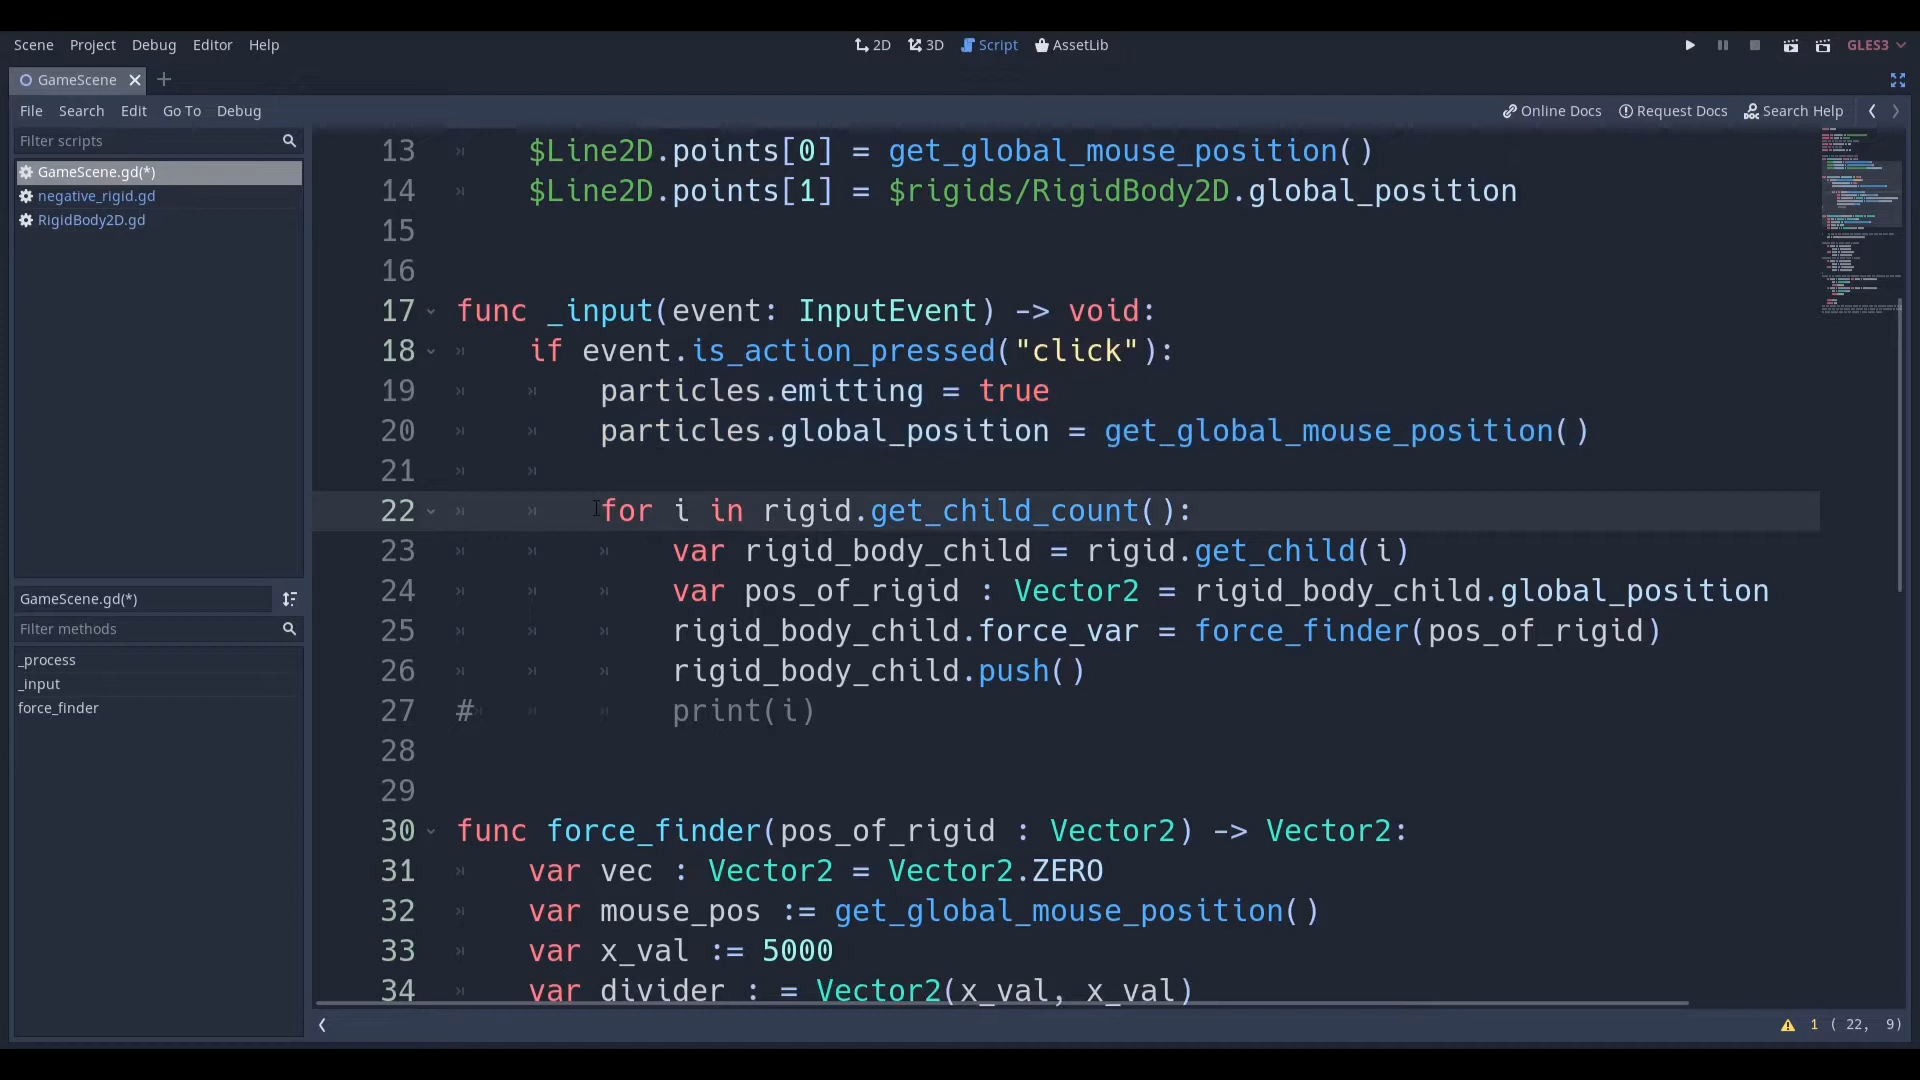 Scene Project Debug Editor Help 2D 3D Script AssetLib GLES3
GameScene
File Search Edit Go To Debug Online Docs Request Docs Search Help
Filter scripts
GameScene.gd(*)
negative_rigid.gd
RigidBody2D.gd
GameScene.gd(*)
Filter methods
_process
_input
force_finder
13 $Line2D.points[0] = get_global_mouse_position()
14 $Line2D.points[1] = $rigids/RigidBody2D.global_position
15
16
17 func _input(event: InputEvent) -> void:
18 if event.is_action_pressed("click"):
19 particles.emitting = true
20 particles.global_position = get_global_mouse_position()
21
22 for i in rigid.get_child_count():
23 var rigid_body_child = rigid.get_child(i)
24 var pos_of_rigid : Vector2 = rigid_body_child.global_position
25 rigid_body_child.force_var = force_finder(pos_of_rigid)
26 rigid_body_child.push()
27 # print(i)
28
29
30 func force_finder(pos_of_rigid : Vector2) -> Vector2:
31 var vec : Vector2 = Vector2.ZERO
32 var mouse_pos := get_global_mouse_position()
33 var x_val := 5000
34 var divider : = Vector2(x_val, x_val)
1 ( 22, 9)